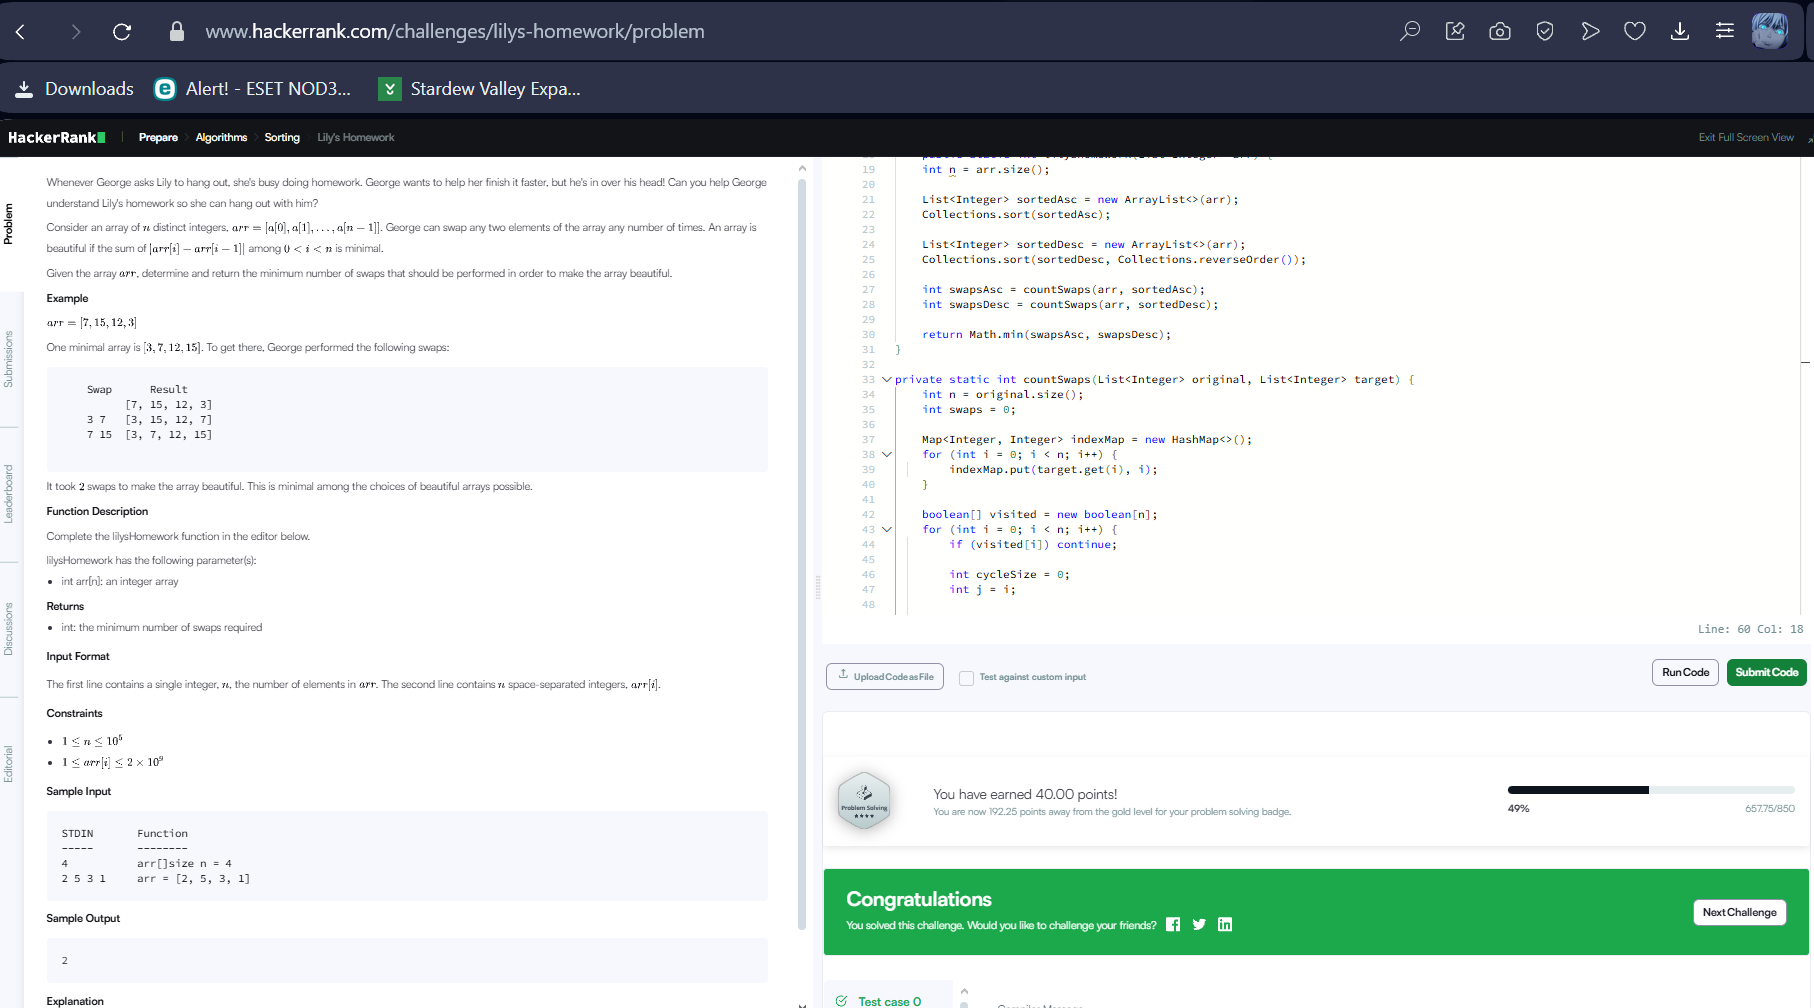 www.hackerrank.com/challenges/lilys-homework/problem
Downloads
Alert! - ESET NOD3...
Stardew Valley Expa...
HackerRank
Prepare
Algorithms
Sorting
Lily's Homework
Exit Full Screen View
Problem
Submissions
Leaderboard
Discussions
Editorial
Whenever George asks Lily to hang out, she's busy doing homework. George wants to help her finish it faster, but he's in over his head! Can you help George
understand Lily's homework so she can hang out with him?
Consider an array of n distinct integers, arr = [a[0], a[1], . . . , a[n − 1]]. George can swap any two elements of the array any number of times. An array is
beautiful if the sum of |arr[i] − arr[i − 1]| among 0 < i < n is minimal.
Given the array arr, determine and return the minimum number of swaps that should be performed in order to make the array beautiful.
Example
arr = [7, 15, 12, 3]
One minimal array is [3, 7, 12, 15]. To get there, George performed the following swaps:
Swap      Result
[7, 15, 12, 3]
3 7   [3, 15, 12, 7]
7 15  [3, 7, 12, 15]
It took 2 swaps to make the array beautiful. This is minimal among the choices of beautiful arrays possible.
Function Description
Complete the lilysHomework function in the editor below.
lilysHomework has the following parameter(s):
• int arr[n]: an integer array
Returns
• int: the minimum number of swaps required
Input Format
The first line contains a single integer, n, the number of elements in arr. The second line contains n space-separated integers, arr[i].
Constraints
• 1 ≤ n ≤ 10⁵
• 1 ≤ arr[i] ≤ 2 × 10⁹
Sample Input
STDIN       Function
-----       --------
4           arr[]size n = 4
2 5 3 1     arr = [2, 5, 3, 1]
Sample Output
2
Explanation
19 int n = arr.size();
20
21 List<Integer> sortedAsc = new ArrayList<>(arr);
22 Collections.sort(sortedAsc);
23
24 List<Integer> sortedDesc = new ArrayList<>(arr);
25 Collections.sort(sortedDesc, Collections.reverseOrder());
26
27 int swapsAsc = countSwaps(arr, sortedAsc);
28 int swapsDesc = countSwaps(arr, sortedDesc);
29
30 return Math.min(swapsAsc, swapsDesc);
31 }
32
33 private static int countSwaps(List<Integer> original, List<Integer> target) {
34 int n = original.size();
35 int swaps = 0;
36
37 Map<Integer, Integer> indexMap = new HashMap<>();
38 for (int i = 0; i < n; i++) {
39 indexMap.put(target.get(i), i);
40 }
41
42 boolean[] visited = new boolean[n];
43 for (int i = 0; i < n; i++) {
44 if (visited[i]) continue;
45
46 int cycleSize = 0;
47 int j = i;
48
Line: 60 Col: 18
Upload Code as File
Test against custom input
Run Code
Submit Code
Problem Solving
You have earned 40.00 points!
You are now 192.25 points away from the gold level for your problem solving badge.
49%
657.75/850
Congratulations
You solved this challenge. Would you like to challenge your friends?
Next Challenge
Test case 0